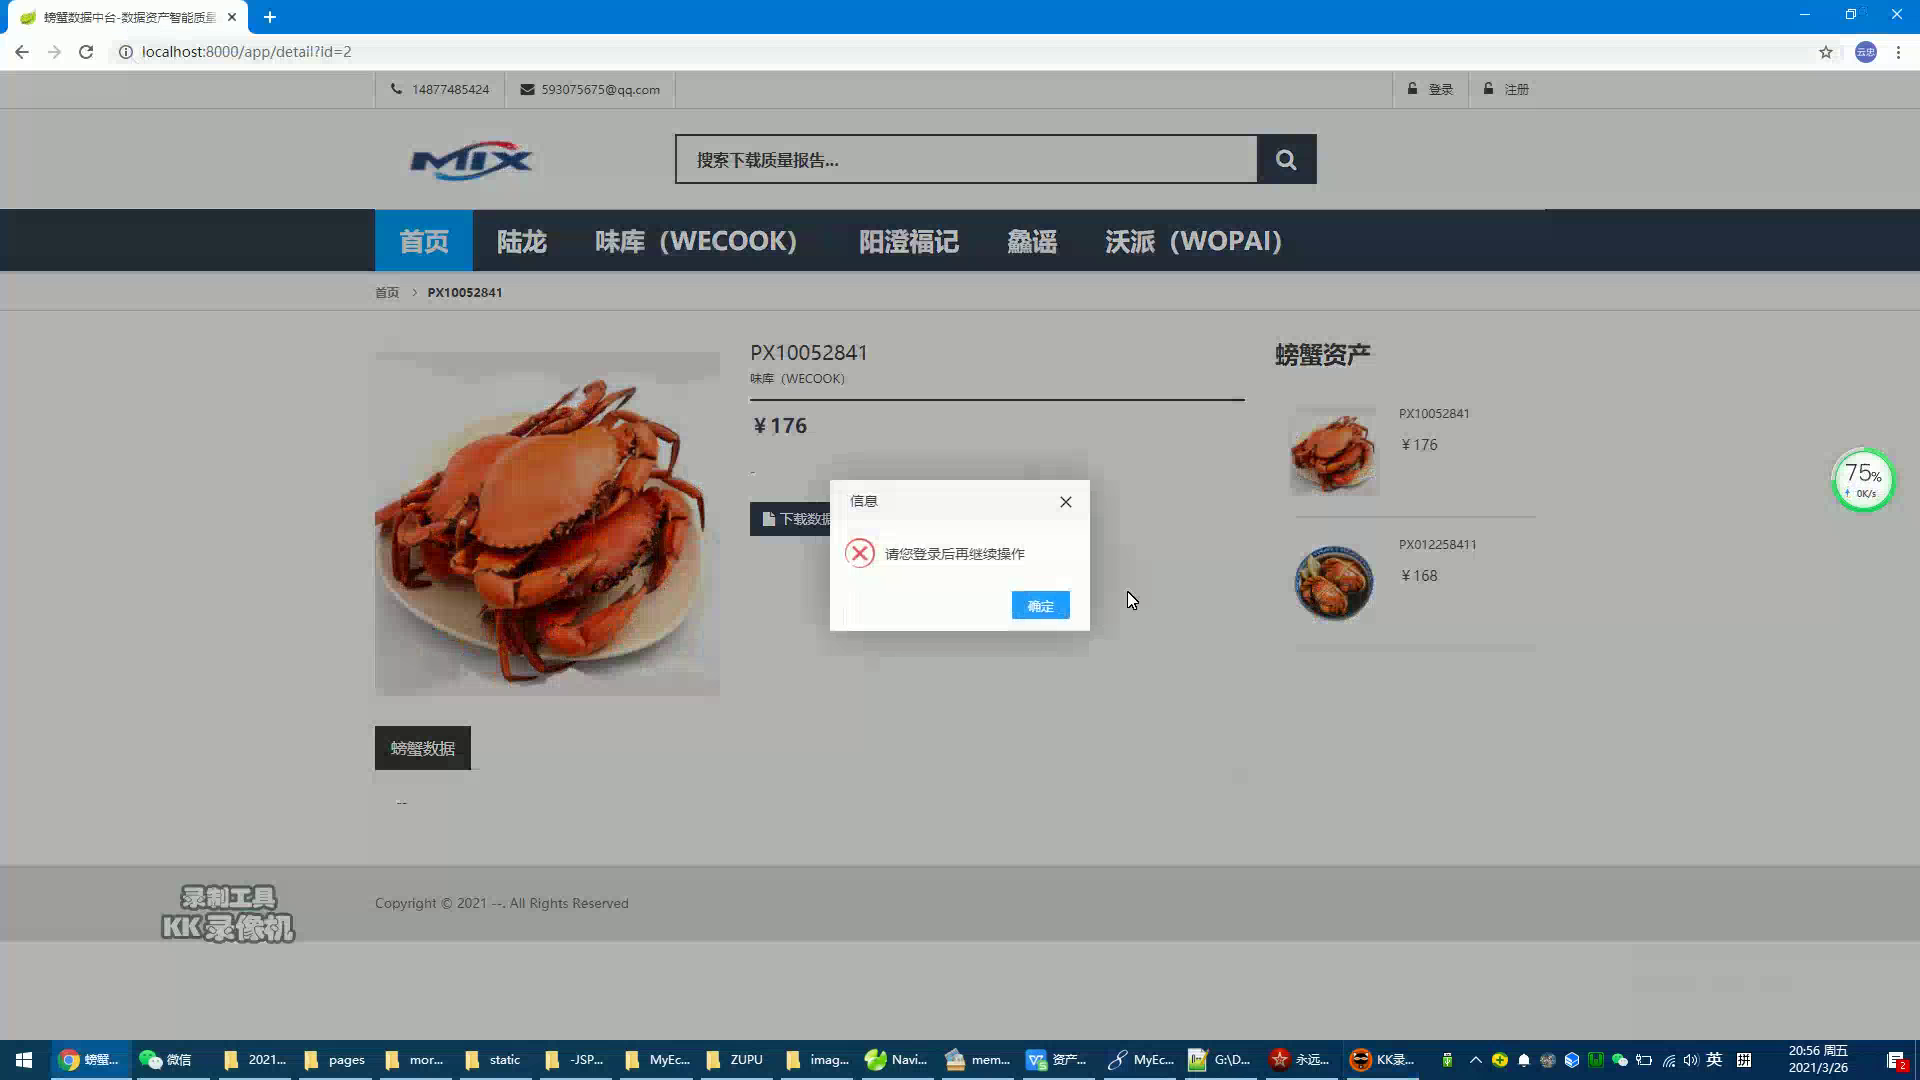 螃蟹数据中台-数据资产智能质量
localhost:8000/app/detail?id=2
云忠
14877485424
593075675@qq.com
登录
注册
MIX
搜索下载质量报告...
首页
陆龙
味库（WECOOK）
阳澄福记
蟊谣
沃派（WOPAI）
首页 > PX10052841
PX10052841
味库（WECOOK）
¥176
-
下载数据
螃蟹资产
PX10052841
¥176
PX012258411
¥168
信息
请您登录后再继续操作
确定
75%
0K/s
螃蟹数据
--
Copyright © 2021 --. All Rights Reserved
录制工具
KK 录像机
螃蟹...
微信
2021...
pages
mor...
static
-JSP...
MyEc...
ZUPU
imag...
Navi...
mem...
资产...
MyEc...
G:\D...
永远...
KK录...
英
拼
20:56 周五
2021/3/26
2